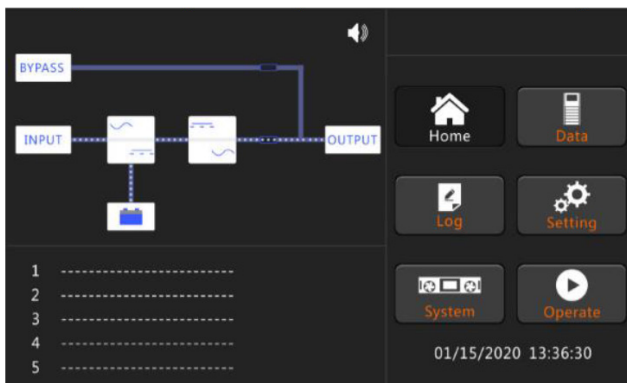 BYPASS
INPUT
OUTPUT
1 ------------------------
2 ------------------------
3 ------------------------
4 ------------------------
5 ------------------------
Home
Data
Log
Setting
System
Operate
01/15/2020 13:36:30